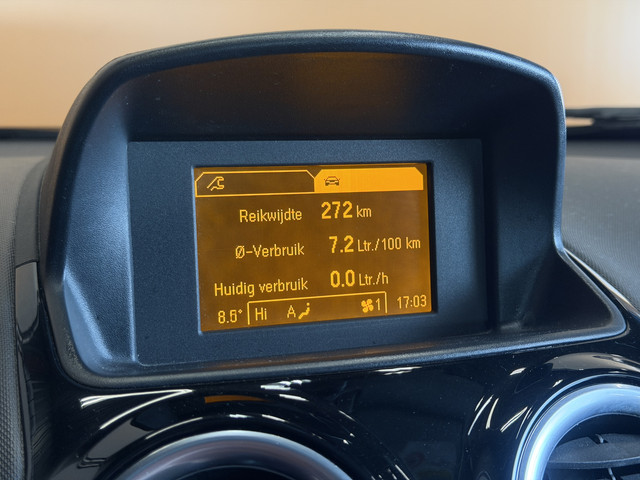 Reikwijdte 272 km
Ø-Verbruik 7.2 Ltr./100 km
Huidig verbruik 0.0 Ltr./h
8.6° Hi A 1 17:03